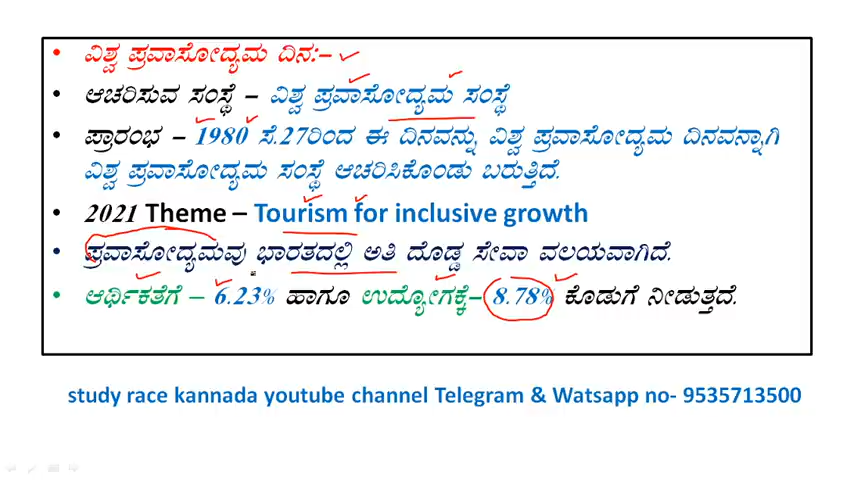 • ವಿಶ್ವ ಪ್ರವಾಸೋದ್ಯಮ ದಿನ:–
• ಆಚರಿಸುವ ಸಂಸ್ಥೆ – ವಿಶ್ವ ಪ್ರವಾಸೋದ್ಯಮ ಸಂಸ್ಥೆ
• ಪ್ರಾರಂಭ – 1980 ಸೆ.27ರಿಂದ ಈ ದಿನವನ್ನು ವಿಶ್ವ ಪ್ರವಾಸೋದ್ಯಮ ದಿನವನ್ನಾಗಿ
ವಿಶ್ವ ಪ್ರವಾಸೋದ್ಯಮ ಸಂಸ್ಥೆ ಆಚರಿಸಿಕೊಂಡು ಬರುತ್ತಿದೆ.
• 2021 Theme – Tourism for inclusive growth
• ಪ್ರವಾಸೋದ್ಯಮವು ಭಾರತದಲ್ಲಿ ಅತಿ ದೊಡ್ಡ ಸೇವಾ ವಲಯವಾಗಿದೆ.
• ಆರ್ಥಿಕತೆಗೆ – 6.23% ಹಾಗೂ ಉದ್ಯೋಗಕ್ಕೆ– 8.78% ಕೊಡುಗೆ ನೀಡುತ್ತದೆ.
study race kannada youtube channel Telegram & Watsapp no- 9535713500